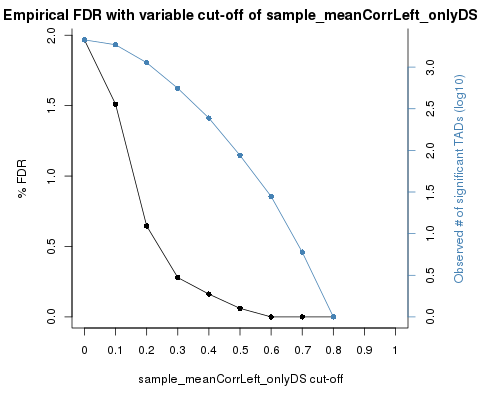 Empirical FDR with variable cut-off of sample_meanCorrLeft_onlyDS
2.0
1.5
1.0
0.5
0.0
% FDR
3.0
2.5
2.0
1.5
1.0
0.5
0.0
Observed # of significant TADs (log10)
0 0.1 0.2 0.3 0.4 0.5 0.6 0.7 0.8 0.9 1
sample_meanCorrLeft_onlyDS cut-off